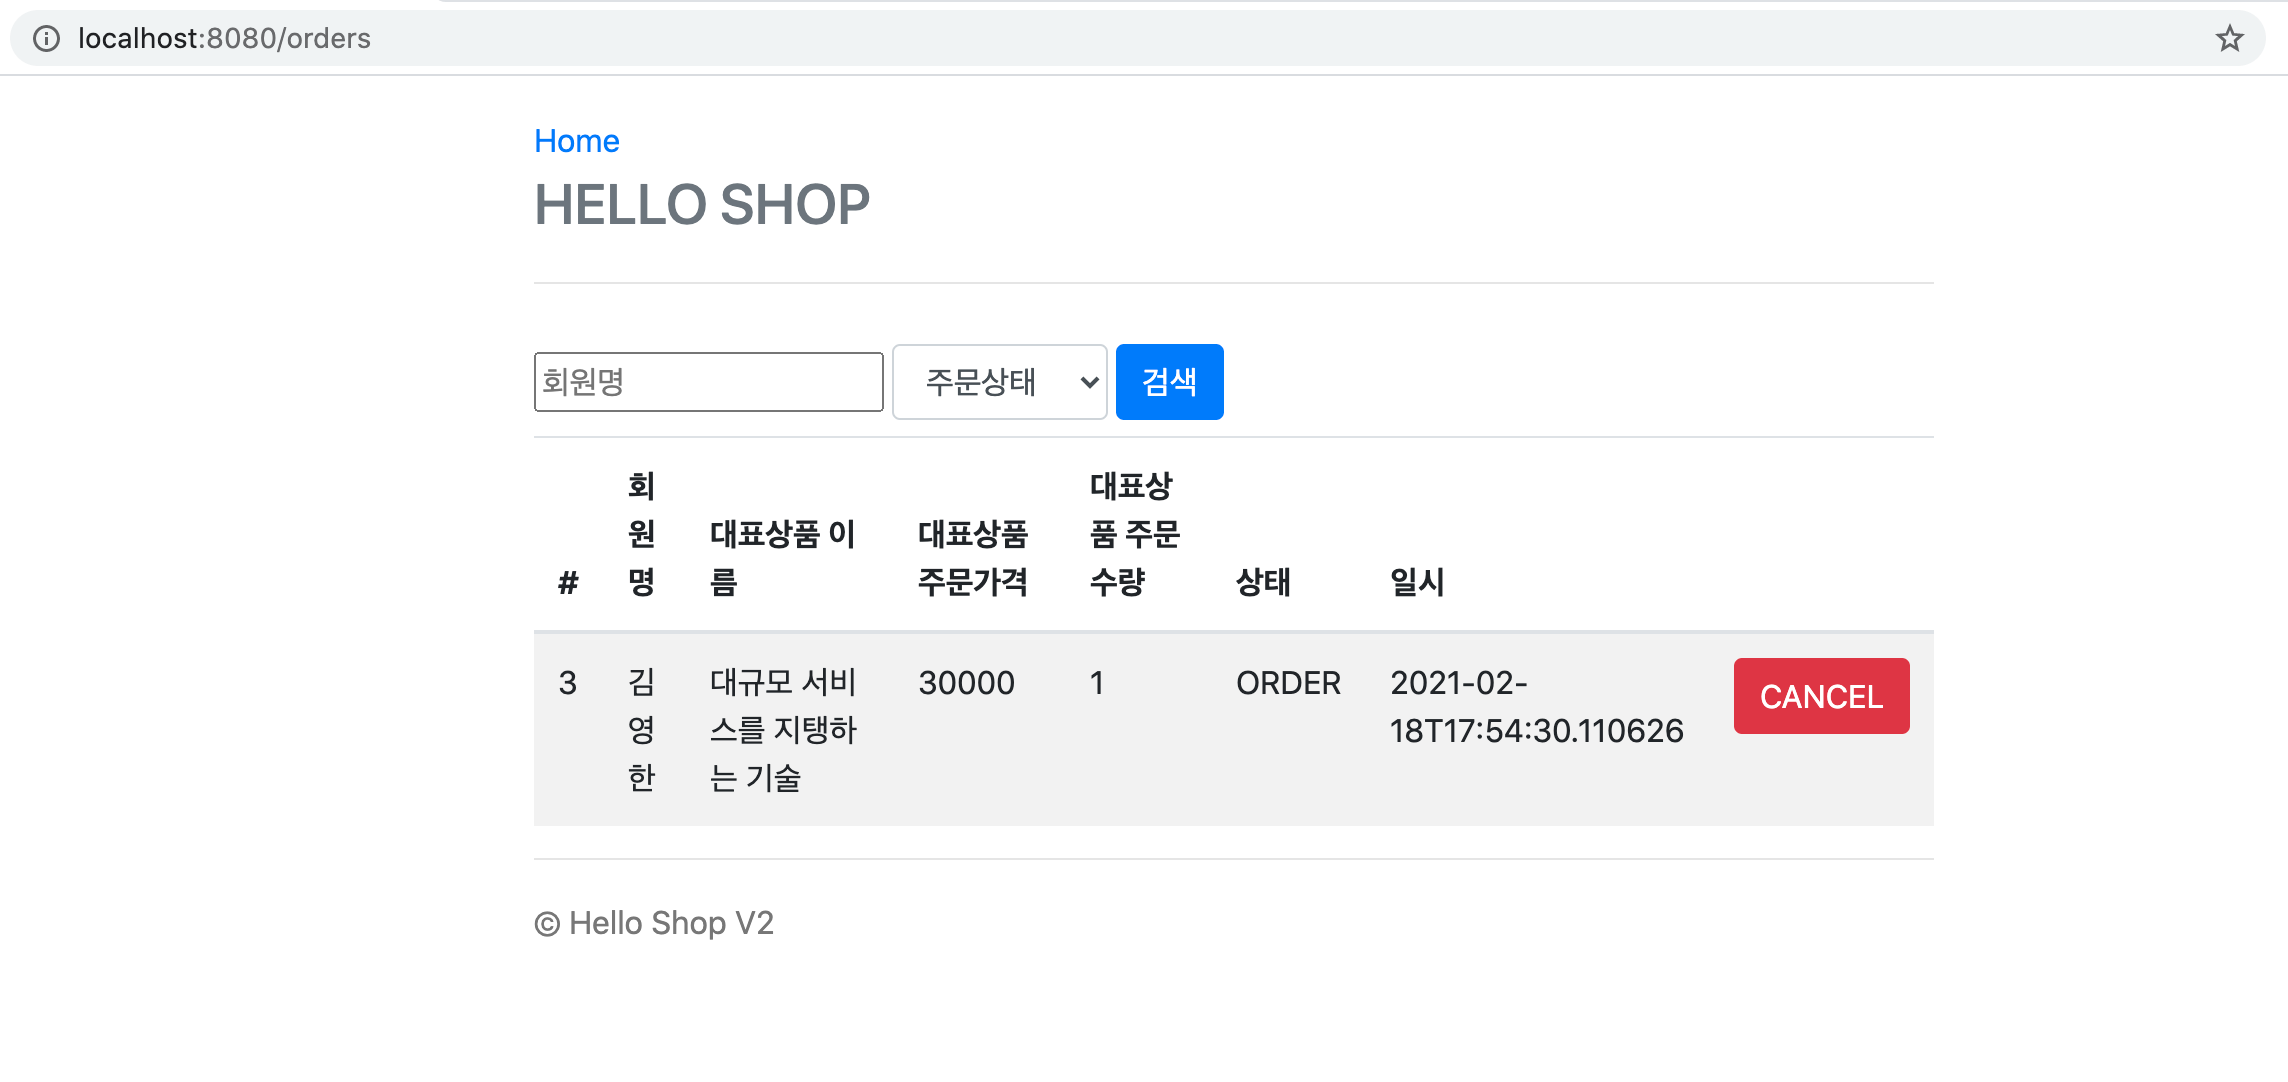 localhost:8080/orders
Home
HELLO SHOP
회원명 주문상태 검색
# 회원명 대표상품 이름 대표상품 주문가격 대표상품 주문수량 상태 일시
3 김영한 대규모 서비스를 지탱하는 기술 30000 1 ORDER 2021-02-18T17:54:30.110626 CANCEL
© Hello Shop V2